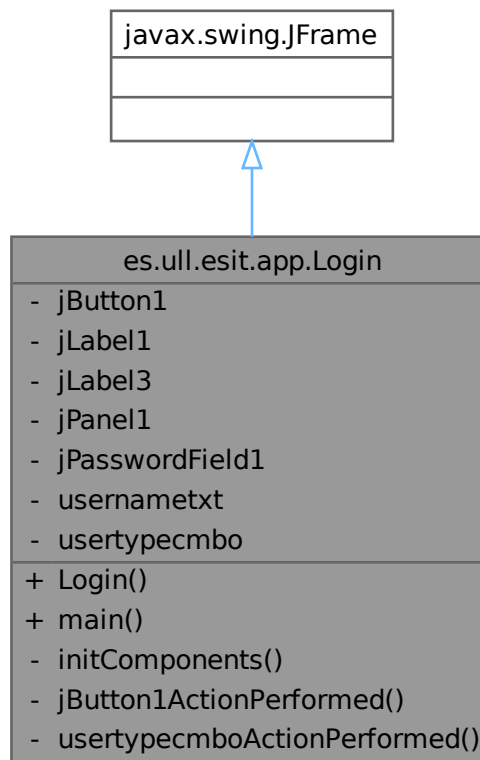 javax.swing.JFrame
es.ull.esit.app.Login
- jButton1
- jLabel1
- jLabel3
- jPanel1
- jPasswordField1
- usernametxt
- usertypecmbo
+ Login()
+ main()
- initComponents()
- jButton1ActionPerformed()
- usertypecmboActionPerformed()